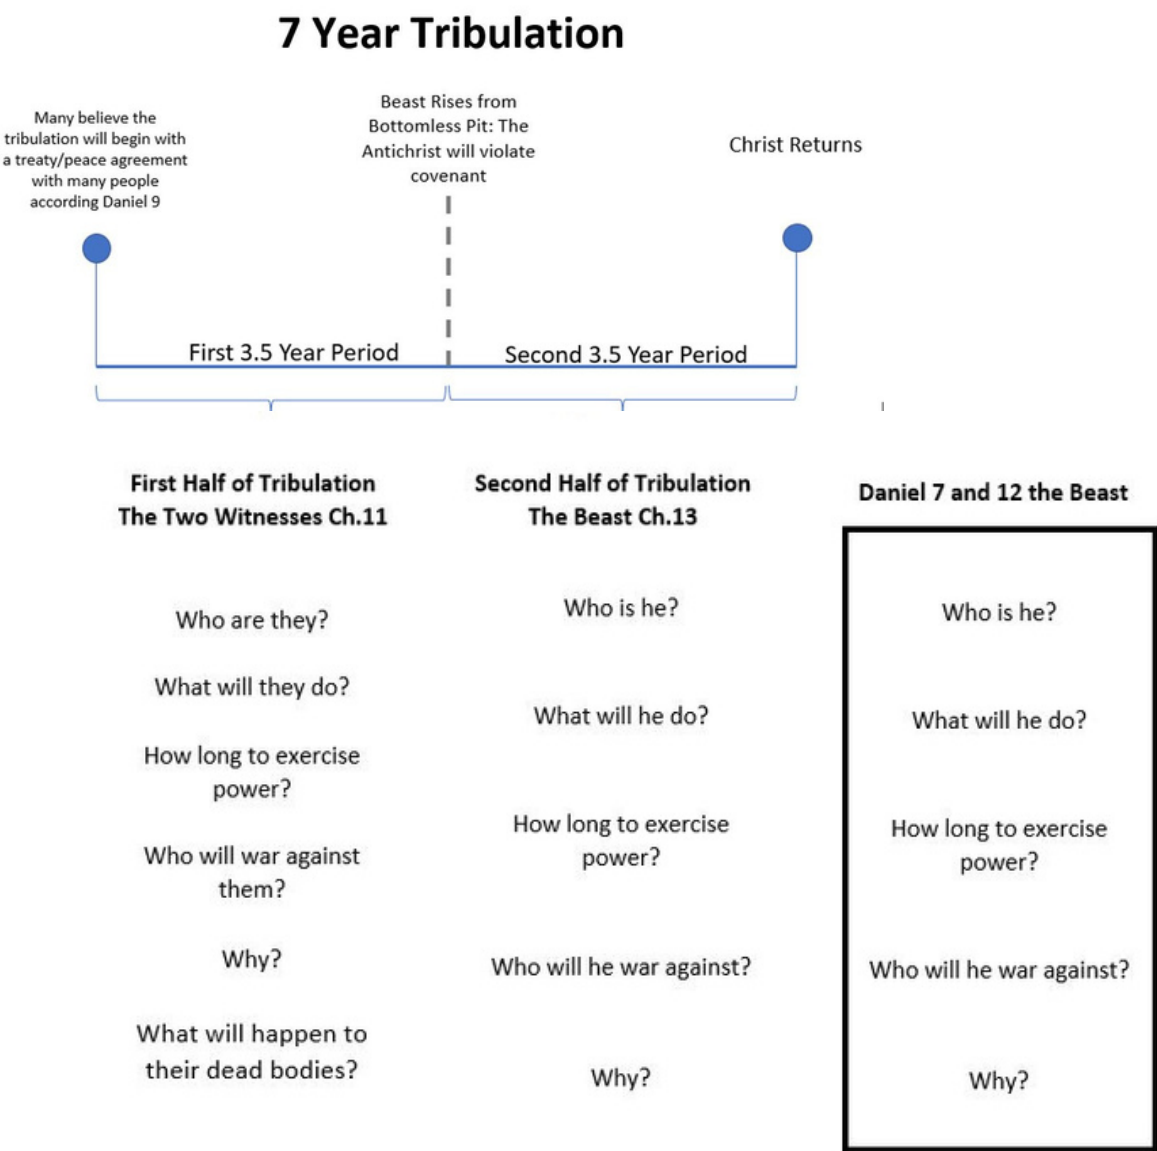 7 Year Tribulation
Many believe the
tribulation will begin with
a treaty/peace agreement
with many people
according Daniel 9
Beast Rises from
Bottomless Pit: The
Antichrist will violate
covenant
Christ Returns
First 3.5 Year Period
Second 3.5 Year Period
First Half of Tribulation
The Two Witnesses Ch.11
Who are they?
What will they do?
How long to exercise
power?
Who will war against
them?
Why?
What will happen to
their dead bodies?
Second Half of Tribulation
The Beast Ch.13
Who is he?
What will he do?
How long to exercise
power?
Who will he war against?
Why?
Daniel 7 and 12 the Beast
Who is he?
What will he do?
How long to exercise
power?
Who will he war against?
Why?